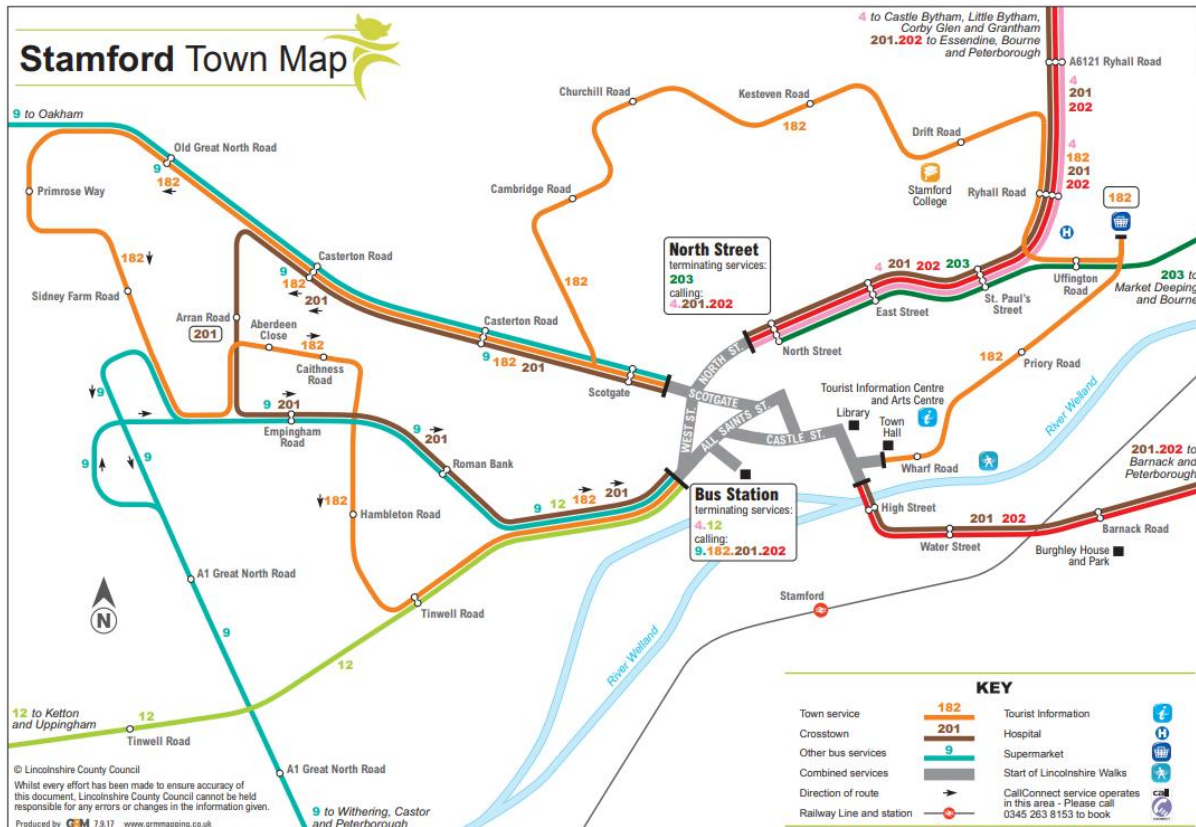 Stamford Town Map
4 to Castle Bytham, Little Bytham,
Corby Glen and Grantham
201.202 to Essendine, Bourne
and Peterborough
A6121 Ryhall Road
4
201
202
4
182
201
202
Ryhall Road
182
9 to Oakham
Old Great North Road
9
182
Primrose Way
182
Sidney Farm Road
Churchill Road
Kesteven Road
182
Drift Road
Stamford
College
Cambridge Road
182
H
Casterton Road
9
182
201
Arran Road
201
Aberdeen
Close
182
Caithness
Road
Casterton Road
9 182 201
Scotgate
North Street
terminating services:
203
calling:
4.201.202
4 201 202 203
East Street
St. Paul's
Street
Uffington
Road
203 to
Market Deeping
and Bourne
North Street
NORTH ST.
SCOTGATE
WEST ST.
ALL SAINTS ST.
CASTLE ST.
Tourist Information Centre
and Arts Centre
i
Library
Town
Hall
182
Priory Road
River Welland
Wharf Road
201.202 to
Barnack and
Peterborough
9
9
9
9 201
Empingham
Road
9 201
Roman Bank
182
Hambleton Road
9 12 182 201
Bus Station
terminating services:
4.12
calling:
9.182.201.202
High Street
201 202
Water Street
Barnack Road
Burghley House
and Park
Stamford
River Welland
N
A1 Great North Road
9
Tinwell Road
12
12 to Ketton
and Uppingham
12
Tinwell Road
A1 Great North Road
9 to Withering, Castor
and Peterborough
© Lincolnshire County Council
Whilst every effort has been made to ensure accuracy of
this document, Lincolnshire County Council cannot be held
responsible for any errors or changes in the information given.
Produced by GRM 7.9.17 www.grmmapping.co.uk
KEY
Town service 182
Crosstown 201
Other bus services 9
Combined services
Direction of route
Railway Line and station
Tourist Information i
Hospital H
Supermarket
Start of Lincolnshire Walks
CallConnect service operates
in this area - Please call
0345 263 8153 to book
call
connect